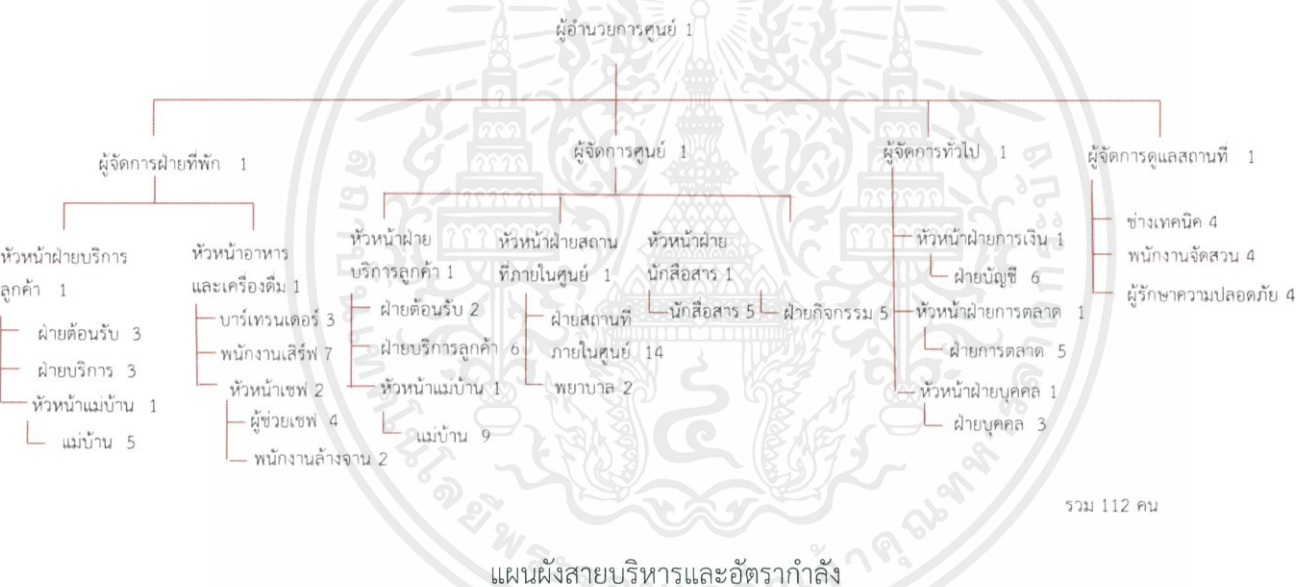 ผู้อำนวยการศูนย์ 1
ผู้จัดการฝ่ายที่พัก 1
ผู้จัดการศูนย์ 1
ผู้จัดการทั่วไป 1
ผู้จัดการดูแลสถานที่ 1
หัวหน้าฝ่ายบริการ
ลูกค้า 1
ฝ่ายต้อนรับ 3
ฝ่ายบริการ 3
หัวหน้าแม่บ้าน 1
แม่บ้าน 5
หัวหน้าอาหาร
และเครื่องดื่ม 1
บาร์เทรนเดอร์ 3
พนักงานเสิร์ฟ 7
หัวหน้าเชฟ 2
ผู้ช่วยเชฟ 4
พนักงานล้างจาน 2
หัวหน้าฝ่าย
บริการลูกค้า 1
ฝ่ายต้อนรับ 2
ฝ่ายบริการลูกค้า 6
หัวหน้าแม่บ้าน 1
แม่บ้าน 9
หัวหน้าฝ่ายสถาน
ที่ภายในศูนย์ 1
ฝ่ายสถานที่
ภายในศูนย์ 14
พยาบาล 2
หัวหน้าฝ่าย
นักสื่อสาร 1
นักสื่อสาร 5
ฝ่ายกิจกรรม 5
หัวหน้าฝ่ายการเงิน 1
ฝ่ายบัญชี 6
หัวหน้าฝ่ายการตลาด 1
ฝ่ายการตลาด 5
หัวหน้าฝ่ายบุคคล 1
ฝ่ายบุคคล 3
ช่างเทคนิค 4
พนักงานจัดสวน 4
ผู้รักษาความปลอดภัย 4
รวม 112 คน
แผนผังสายบริหารและอัตรากำลัง